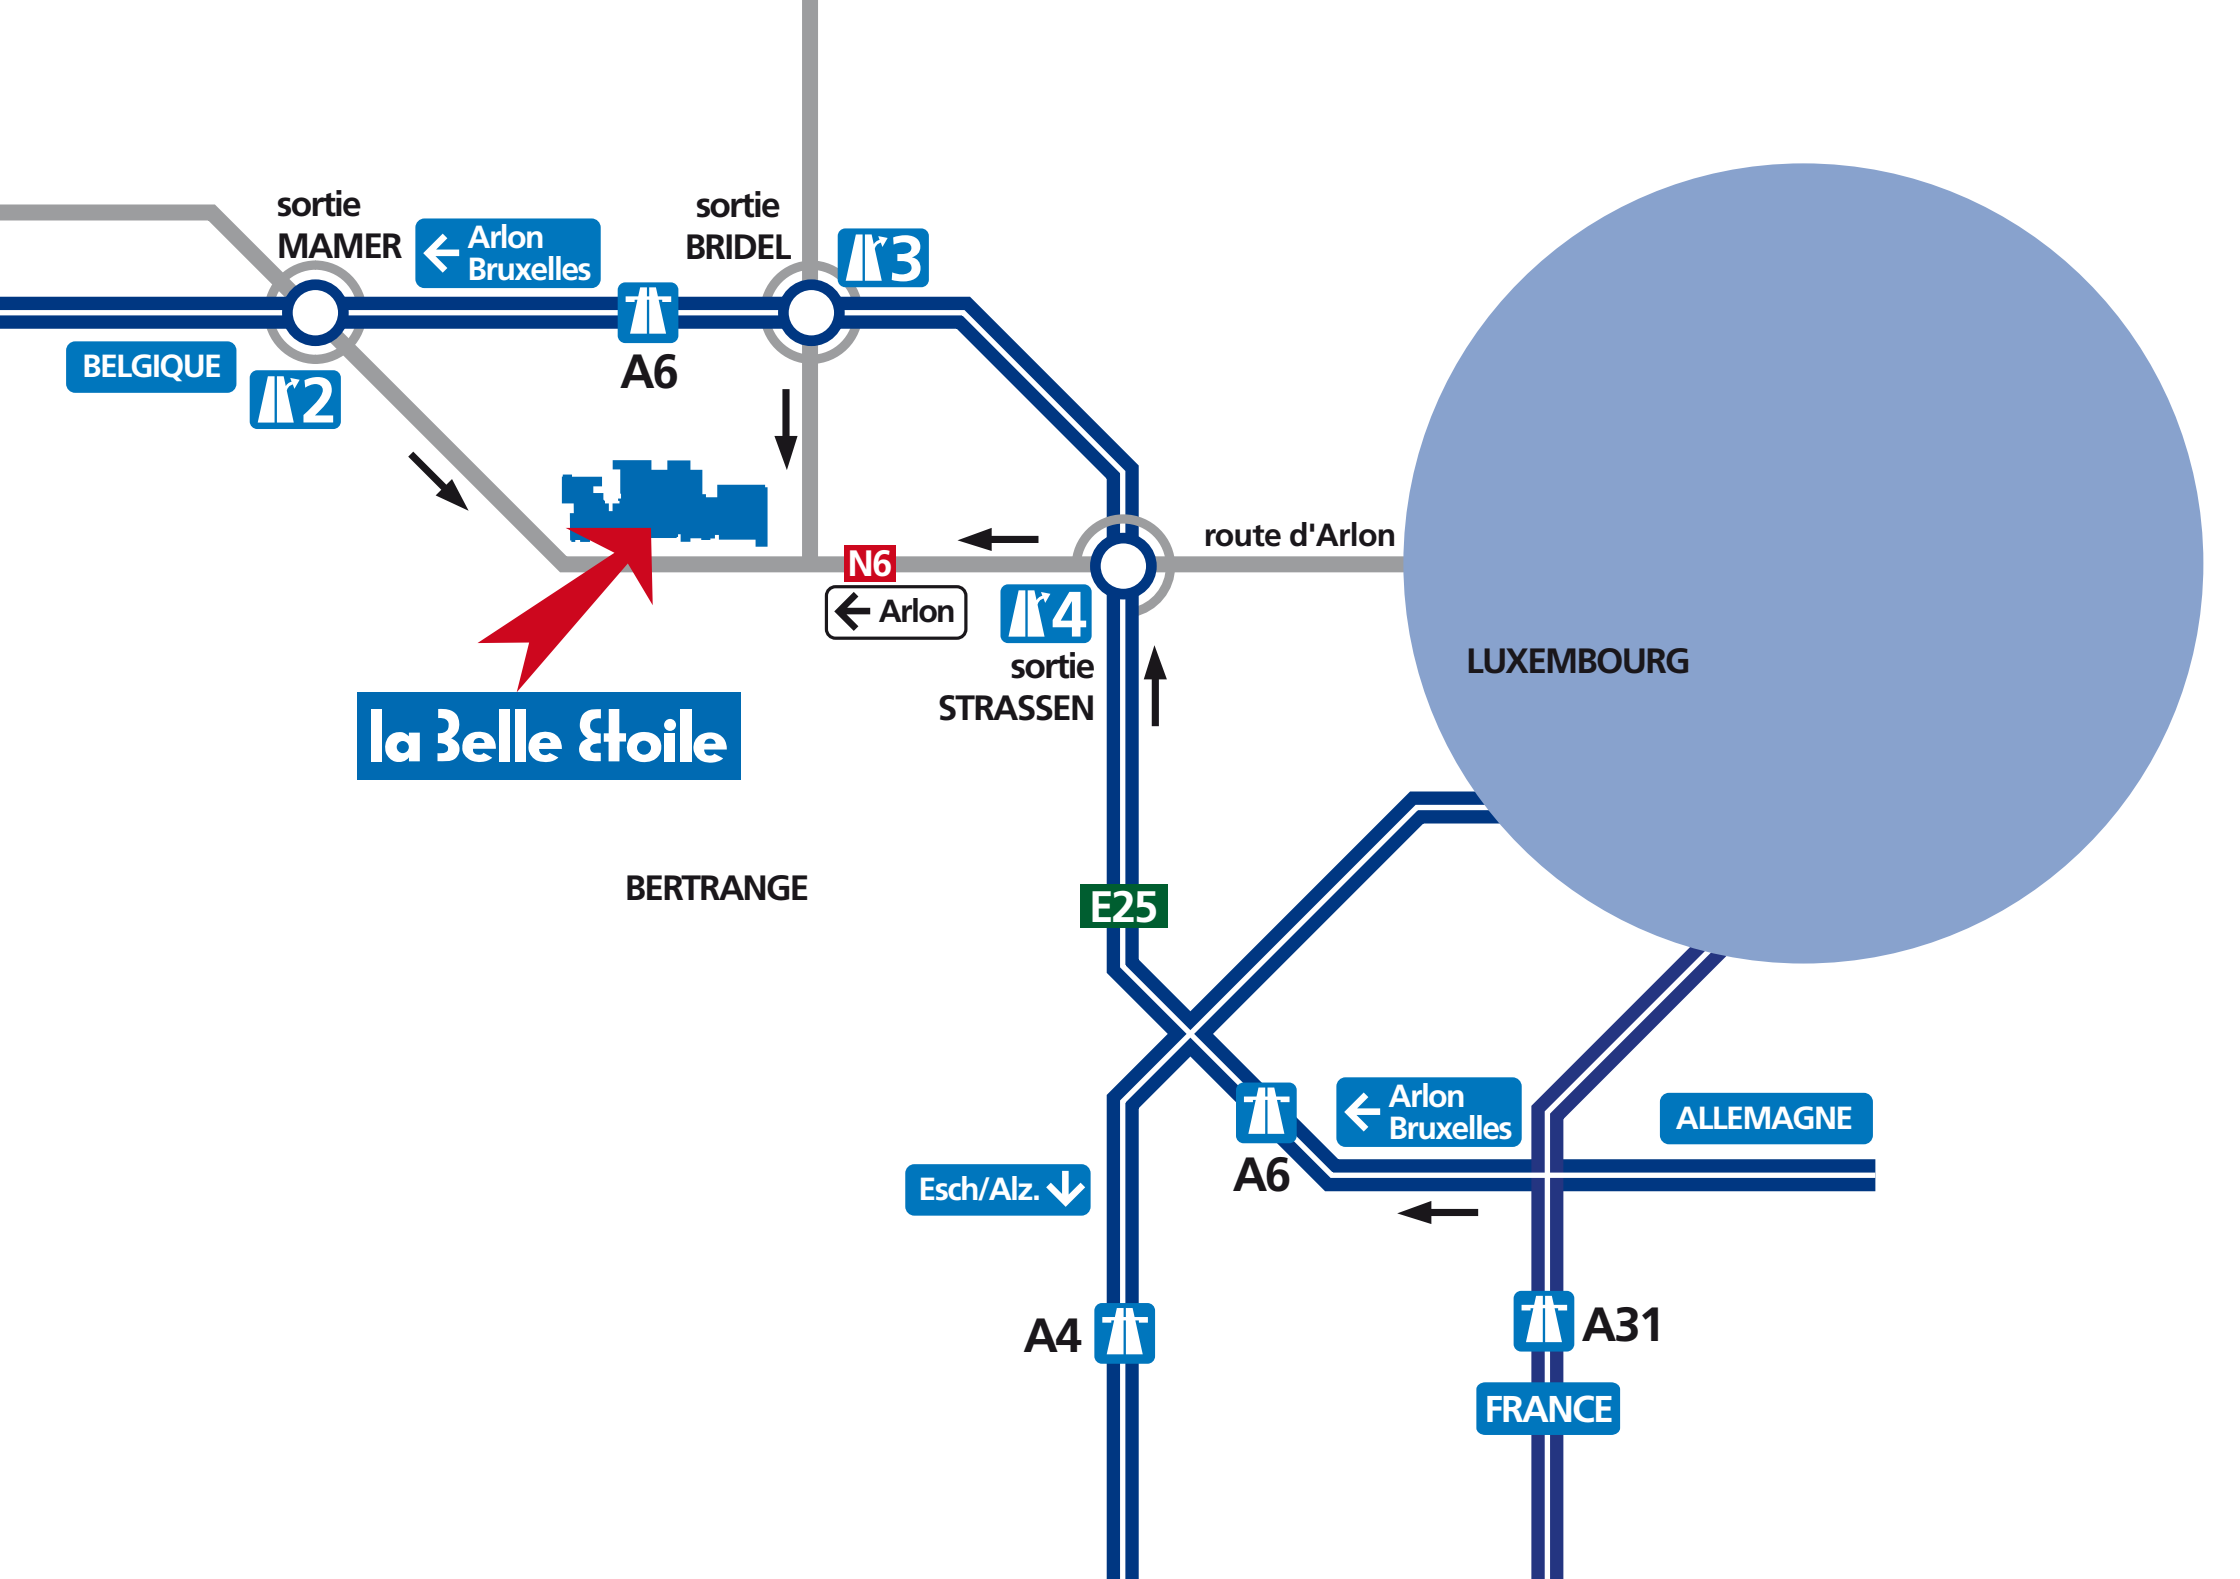 sortie
MAMER
Arlon
Bruxelles
sortie
BRIDEL
3
BELGIQUE
2
A6
N6
Arlon
route d'Arlon
4
sortie
STRASSEN
LUXEMBOURG
la Belle Etoile
BERTRANGE
E25
Arlon
Bruxelles
ALLEMAGNE
A6
Esch/Alz.
A4
A31
FRANCE